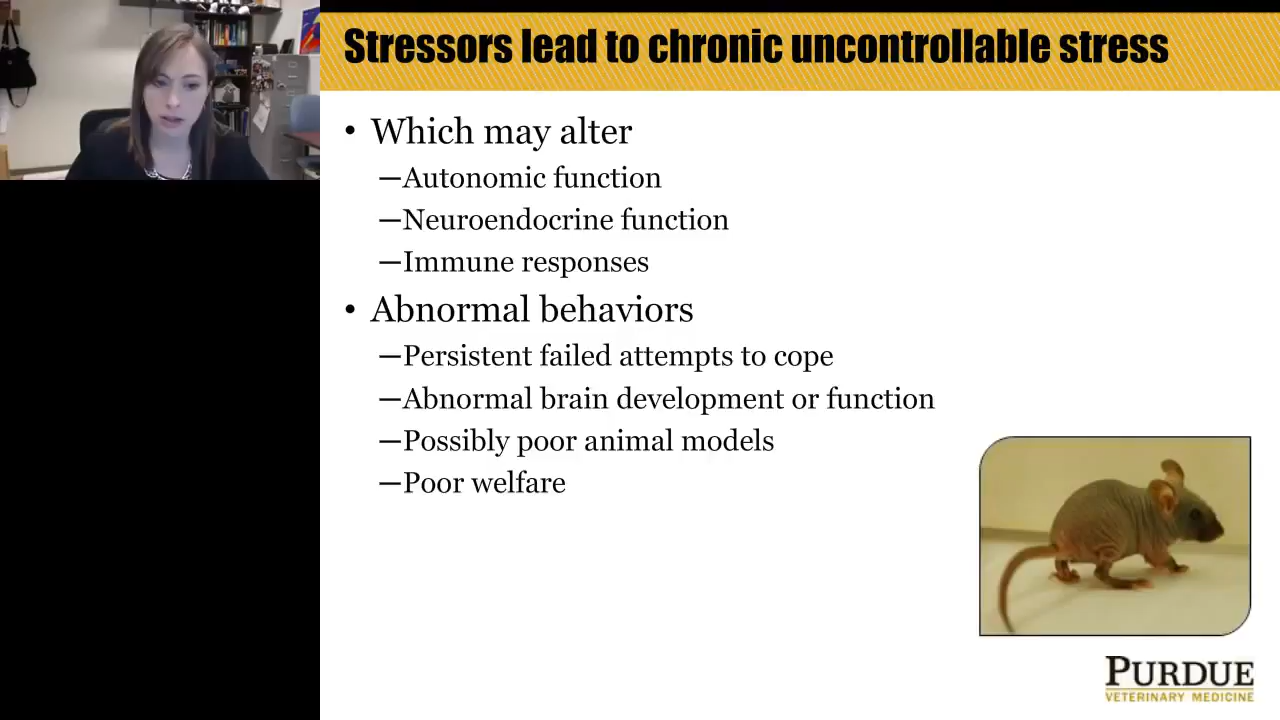 Stressors lead to chronic uncontrollable stress
• Which may alter
—Autonomic function
—Neuroendocrine function
—Immune responses
• Abnormal behaviors
—Persistent failed attempts to cope
—Abnormal brain development or function
—Possibly poor animal models
—Poor welfare
PURDUE
VETERINARY MEDICINE